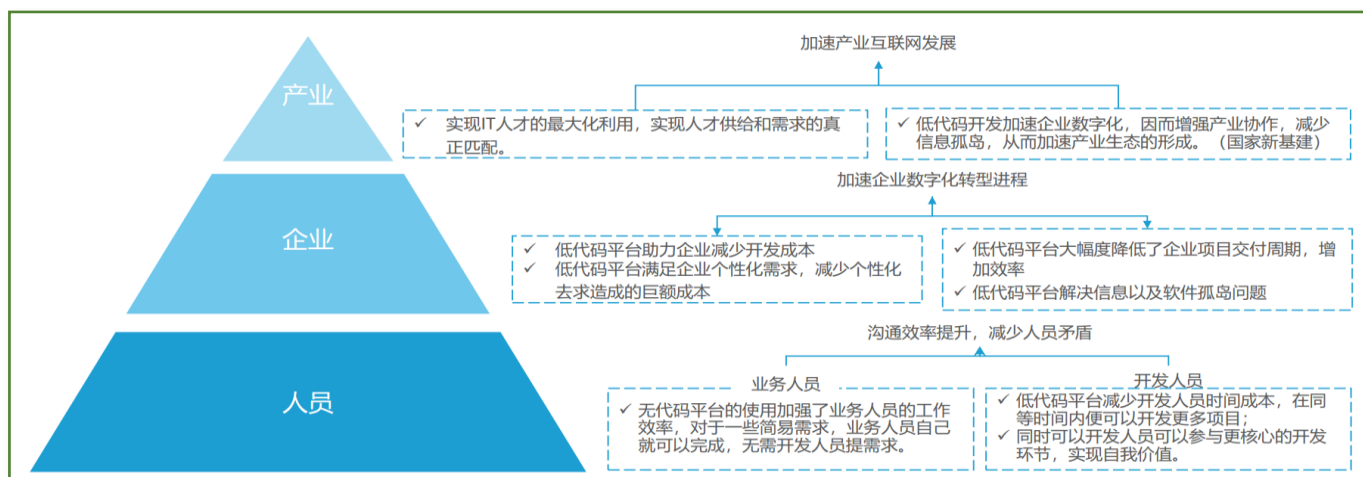 加速产业互联网发展
产业
✓ 实现IT人才的最大化利用，实现人才供给和需求的真
正匹配。
✓ 低代码开发加速企业数字化，因而增强产业协作，减少
信息孤岛，从而加速产业生态的形成。（国家新基建）
加速企业数字化转型进程
企业
✓ 低代码平台助力企业减少开发成本
✓ 低代码平台满足企业个性化需求，减少个性化
去求造成的巨额成本
✓ 低代码平台大幅度降低了企业项目交付周期，增
加效率
✓ 低代码平台解决信息以及软件孤岛问题
沟通效率提升，减少人员矛盾
人员
业务人员
✓ 无代码平台的使用加强了业务人员的工作
效率，对于一些简易需求，业务人员自己
就可以完成，无需开发人员提需求。
开发人员
✓ 低代码平台减少开发人员时间成本，在同
等时间内便可以开发更多项目；
✓ 同时可以开发人员可以参与更核心的开发
环节，实现自我价值。